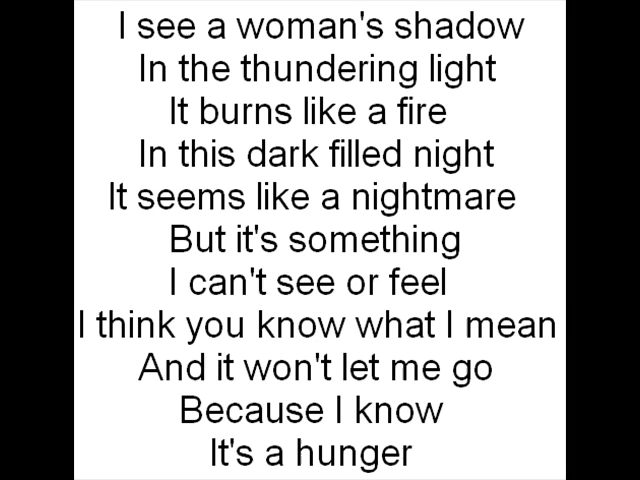 I see a woman's shadow
In the thundering light
It burns like a fire
In this dark filled night
It seems like a nightmare
But it's something
I can't see or feel
I think you know what I mean
And it won't let me go
Because I know
It's a hunger